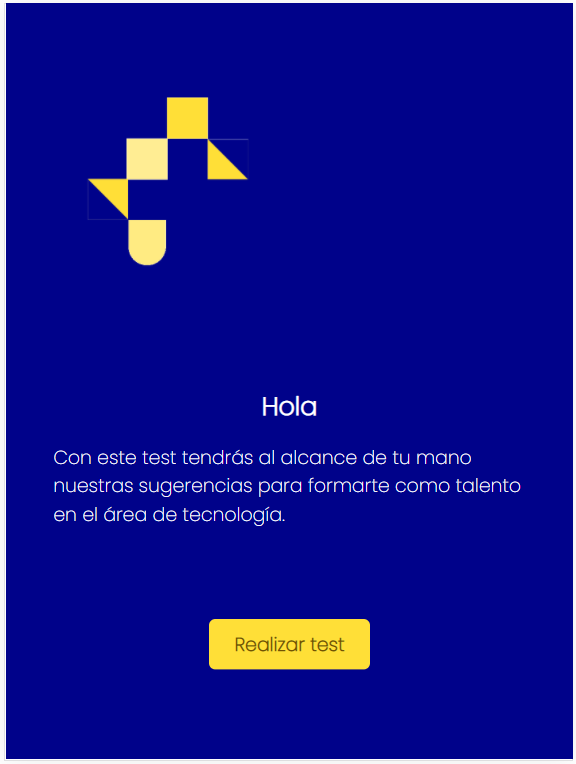 Hola
Con este test tendrás al alcance de tu mano
nuestras sugerencias para formarte como talento
en el área de tecnología.
Realizar test